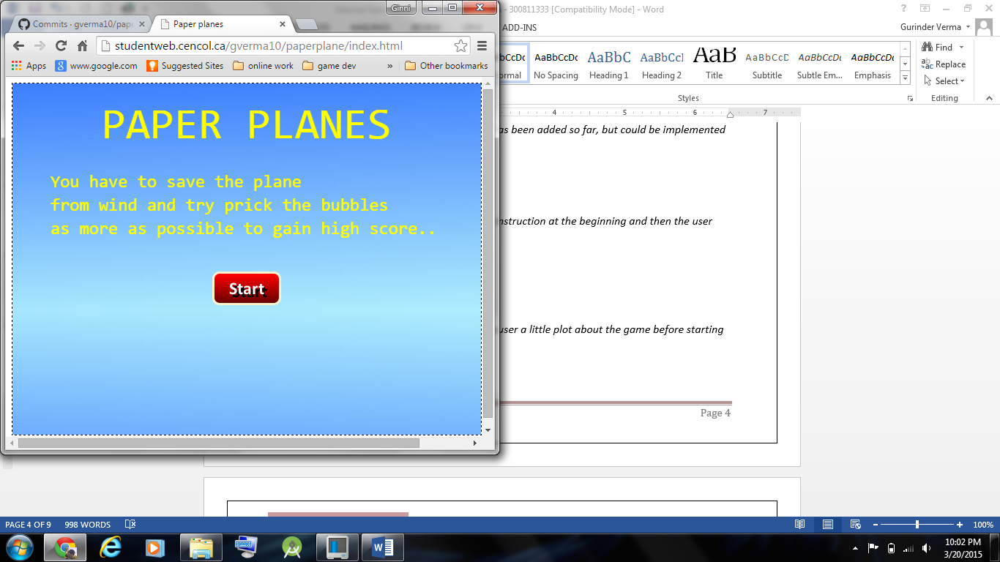 Ginni
Commits · gverma10/pape
Paper planes
studentweb.cencol.ca/gverma10/paperplane/index.html
Apps
www.google.com
Suggested Sites
online work
game dev
»
Other bookmarks
PAPER PLANES
You have to save the plane
from wind and try prick the bubbles
as more as possible to gain high score..
Start
- 300811333 [Compatibility Mode] - Word
ADD-INS
Gurinder Verma
AaBbCcDc AaBbC AaBbCcI AaB AaBbCcD AaBbCcDc AaBbCcDc
ormal No Spacing Heading 1 Heading 2 Title Subtitle Subtle Em... Emphasis
Styles
Find
Replace
Select
Editing
4 5 6 7
as been added so far, but could be implemented
nstruction at the beginning and then the user
user a little plot about the game before starting
Page 4
PAGE 4 OF 9 998 WORDS
100%
10:02 PM
3/20/2015